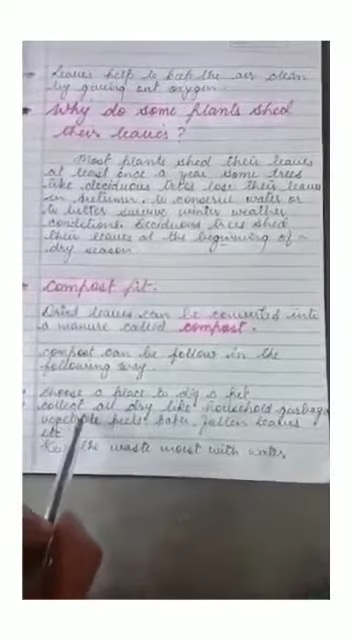 Leaves help to keep the air clean
by giving out oxygen.
Why do some plants shed
their leaves?
Most plants shed their leaves
at least once a year some trees
like deciduous trees lose their leaves
in Autumn. to conserve water or
to better survive winter weather
conditions. Deciduous trees shed
their leaves at the beginning of a
dry season.
Compost pit.
Dried leaves can be converted into
a manure called compost.
compost can be follow in the
following way.
choose a place to dig a pit
collect all dry like household garbage
vegetable peels paper fallen leaves
etc
the waste moist with water